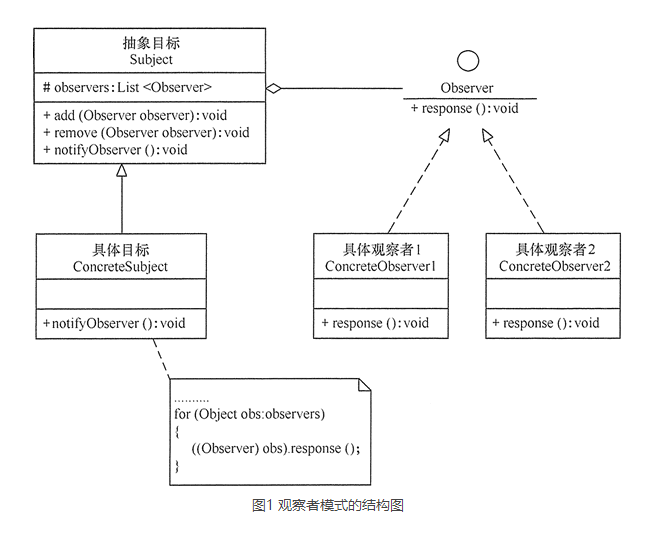 抽象目标
Subject
# observers:List <Observer>
+ add (Observer observer):void
+ remove (Observer observer):void
+ notifyObserver ():void
Observer
+ response ():void
具体目标
ConcreteSubject
+notifyObserver ():void
具体观察者1
ConcreteObserver1
+ response ():void
具体观察者2
ConcreteObserver2
+ response ():void
..........
for (Object obs:observers)
{
((Observer) obs).response ();
}
图1 观察者模式的结构图